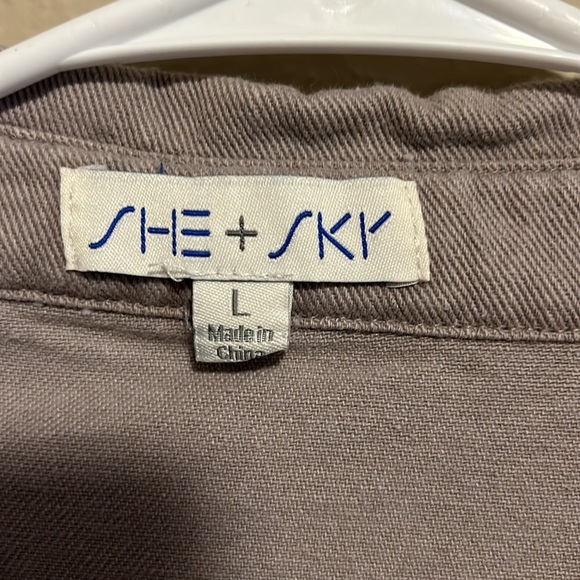 SHE + SKY
L
Made in
China